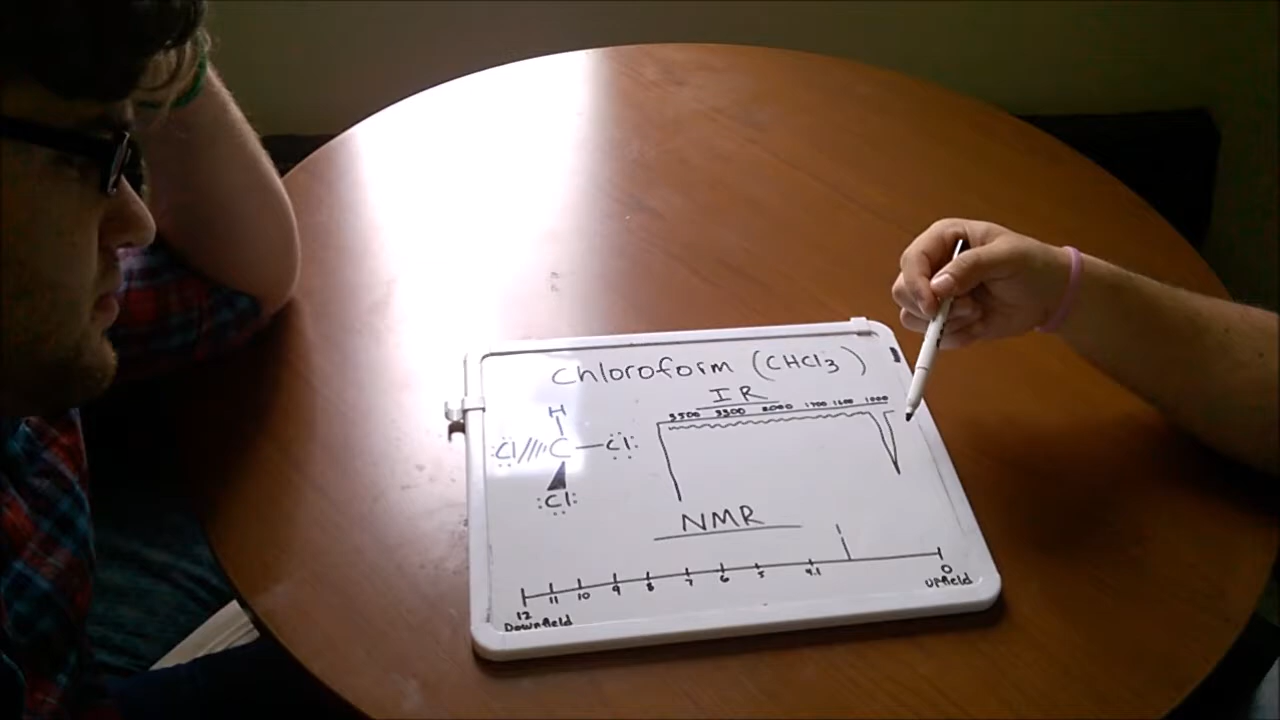 Chloroform (CHCl3)
IR
3500 3300 2000 1700 1600 1000
H
:Cl C Cl:
:Cl:
NMR
12 11 10 9 8 7 6 5 4.1 0
Downfield Upfield